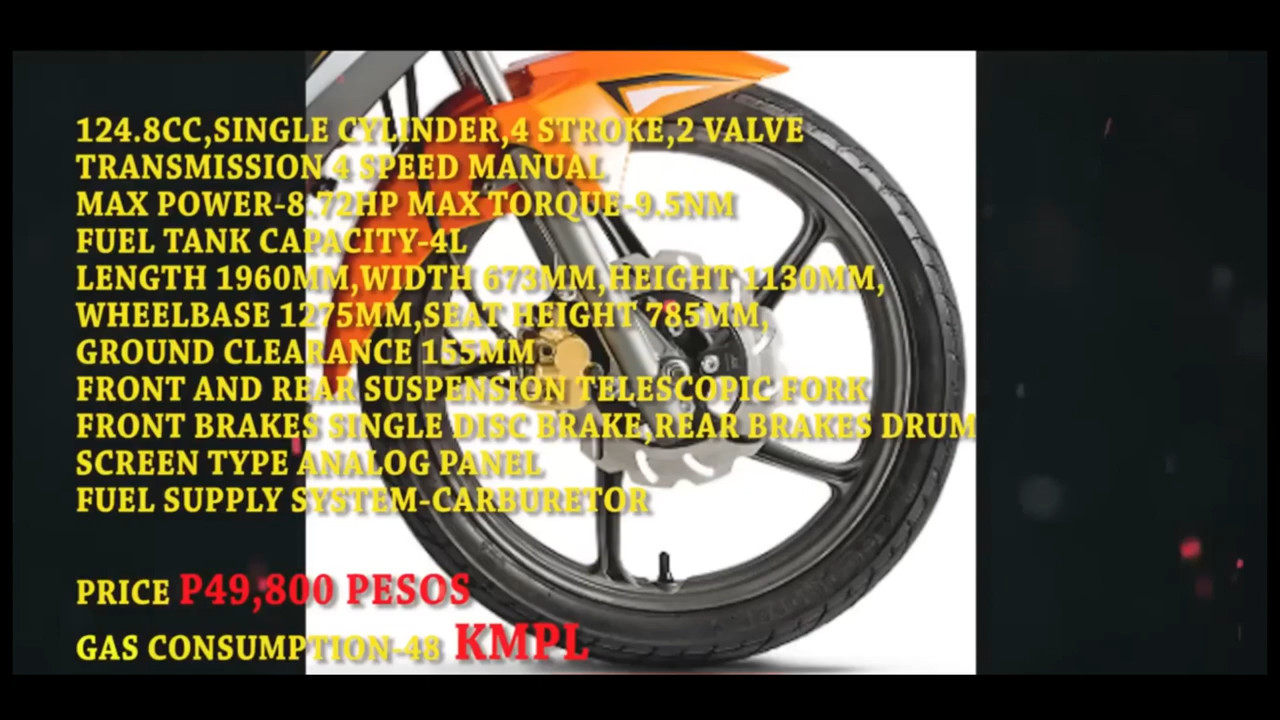 124.8CC,SINGLE CYLINDER,4 STROKE,2 VALVE
TRANSMISSION 4 SPEED MANUAL
MAX POWER-8.72HP MAX TORQUE-9.5NM
FUEL TANK CAPACITY-4L
LENGTH 1960MM,WIDTH 673MM,HEIGHT 1130MM,
WHEELBASE 1275MM,SEAT HEIGHT 785MM,
GROUND CLEARANCE 155MM
FRONT AND REAR SUSPENSION TELESCOPIC FORK
FRONT BRAKES SINGLE DISC BRAKE,REAR BRAKES DRUM
SCREEN TYPE ANALOG PANEL
FUEL SUPPLY SYSTEM-CARBURETOR
PRICE P49,800 PESOS
GAS CONSUMPTION-48 KMPL